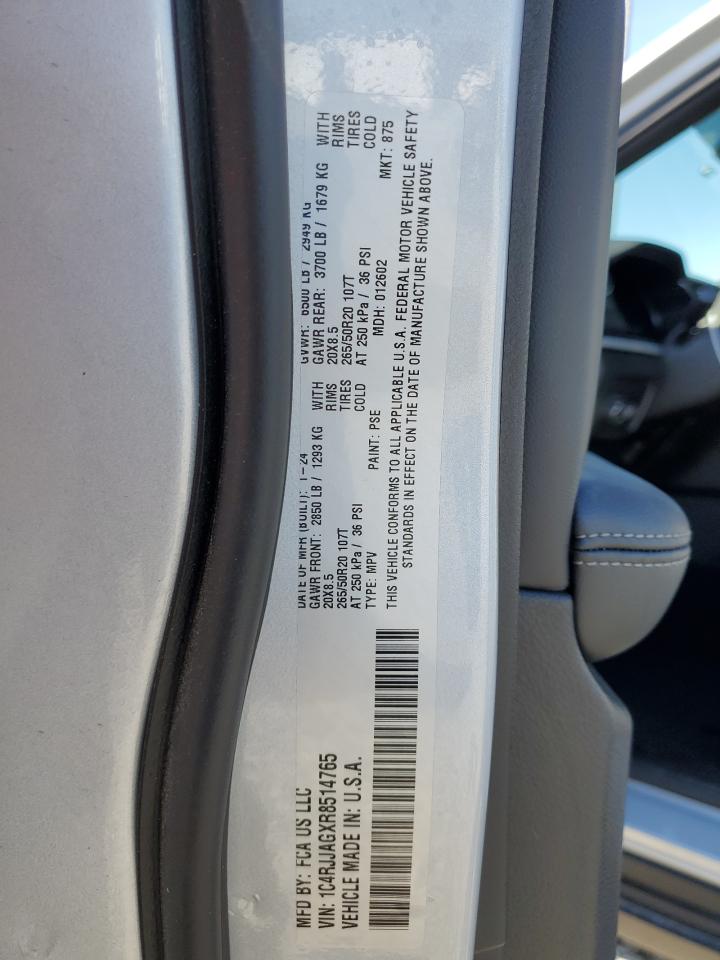 MFD BY: FCA US LLC
DATE OF MFR (BUILT): 1-24
GVWR: 6500 LB / 2949 KG
VIN: 1C4RJJAGXR8514765
GAWR FRONT: 2850 LB / 1293 KG WITH
GAWR REAR: 3700 LB / 1679 KG WITH
20X8.5 RIMS
20X8.5 RIMS
265/50R20 107T TIRES
265/50R20 107T TIRES
AT 250 kPa / 36 PSI COLD
AT 250 kPa / 36 PSI COLD
VEHICLE MADE IN: U.S.A.
TYPE: MPV
PAINT: PSE
MDH: 012602
MKT: 875
THIS VEHICLE CONFORMS TO ALL APPLICABLE U.S.A. FEDERAL MOTOR VEHICLE SAFETY
STANDARDS IN EFFECT ON THE DATE OF MANUFACTURE SHOWN ABOVE.